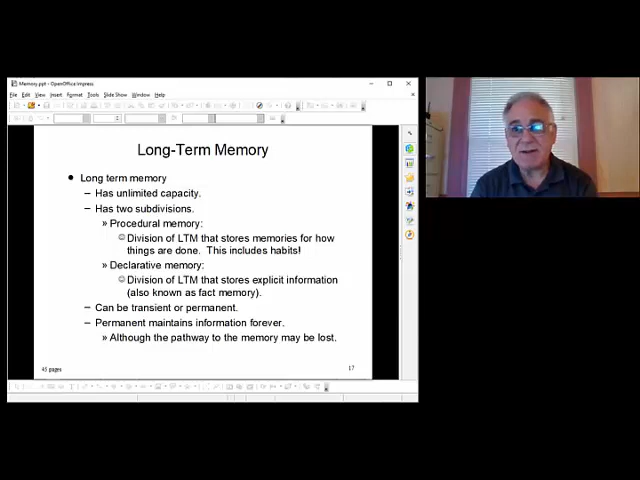 Memory.ppt - OpenOffice Impress
File Edit View Insert Format Tools Slide Show Window Help
Long-Term Memory
• Long term memory
– Has unlimited capacity.
– Has two subdivisions.
» Procedural memory:
☺Division of LTM that stores memories for how
things are done. This includes habits!
» Declarative memory:
☺Division of LTM that stores explicit information
(also known as fact memory).
– Can be transient or permanent.
– Permanent maintains information forever.
» Although the pathway to the memory may be lost.
45 pages
17